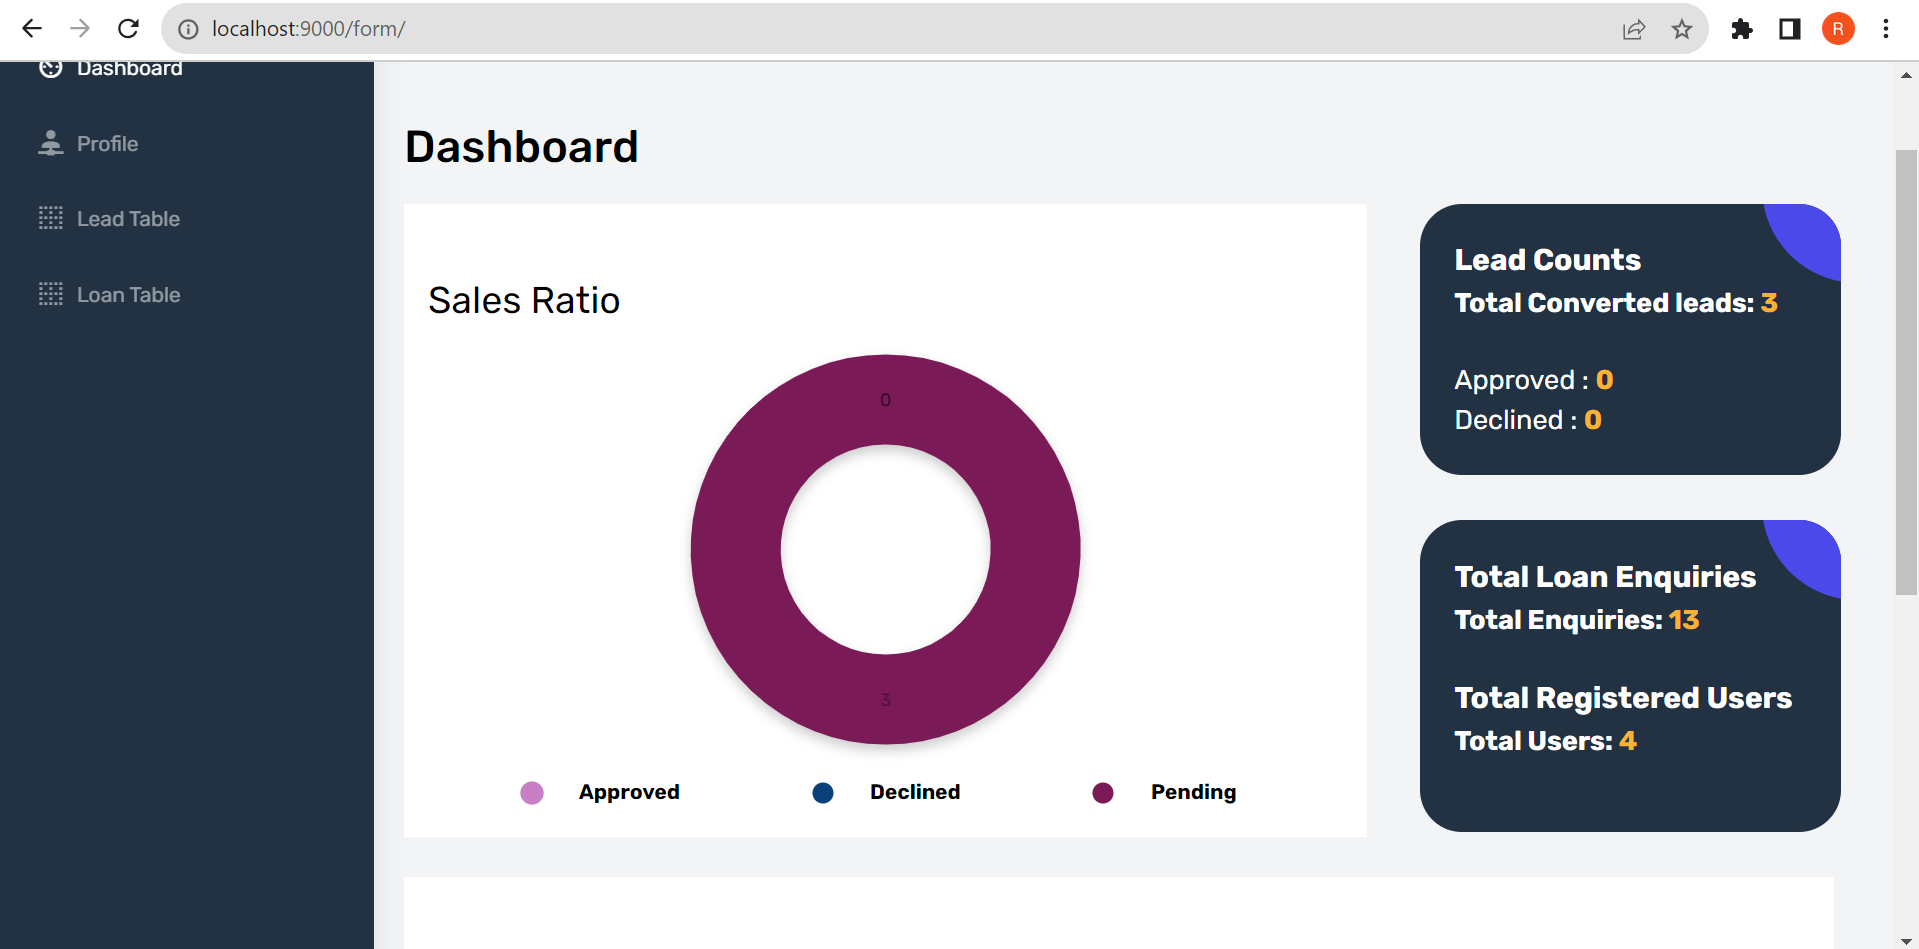 localhost:9000/form/
R
Dashboard
Profile
Lead Table
Loan Table
Dashboard
Sales Ratio
0
3
Approved
Declined
Pending
Lead Counts
Total Converted leads: 3
Approved : 0
Declined : 0
Total Loan Enquiries
Total Enquiries: 13
Total Registered Users
Total Users: 4